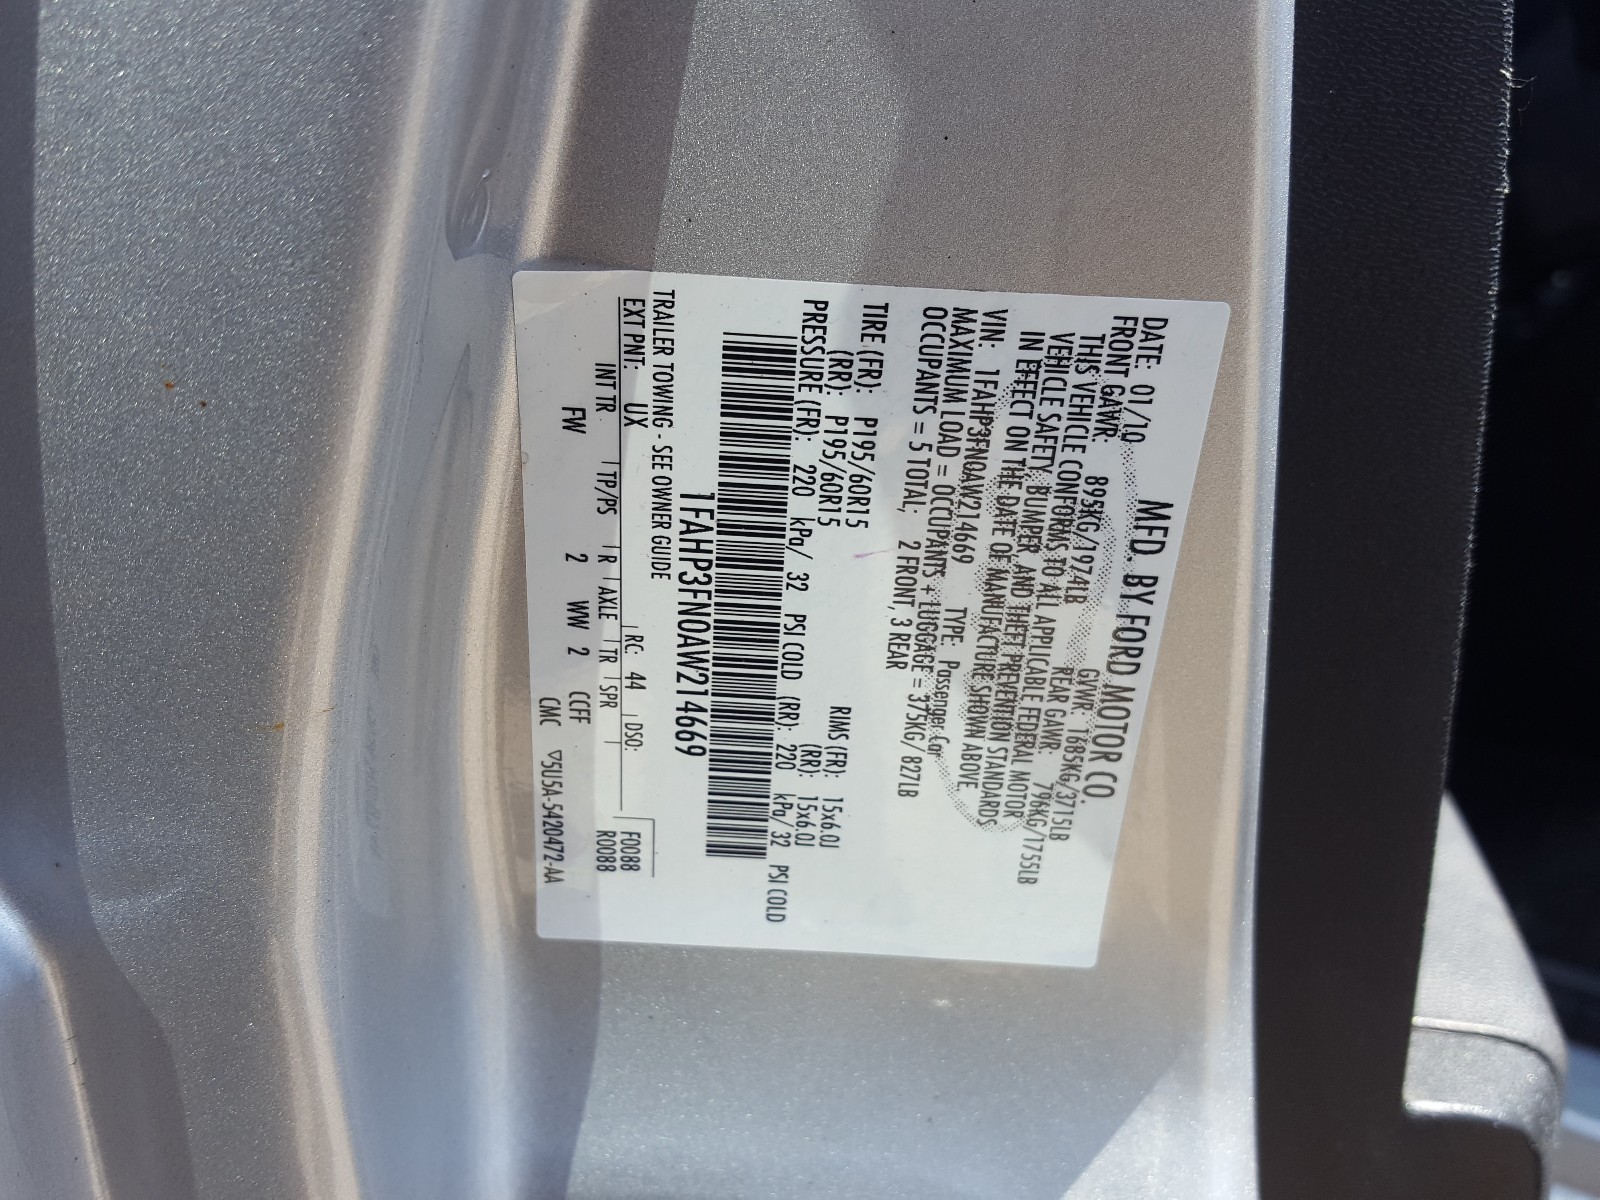 MFD. BY FORD MOTOR CO.
DATE: 01/10 GVWR: 1685KG/3715LB
FRONT GAWR: 895KG/1974LB REAR GAWR: 796KG/1755LB
THIS VEHICLE CONFORMS TO ALL APPLICABLE FEDERAL MOTOR
VEHICLE SAFETY, BUMPER, AND THEFT PREVENTION STANDARDS
IN EFFECT ON THE DATE OF MANUFACTURE SHOWN ABOVE.
VIN: 1FAHP3FN0AW214669 TYPE: Passenger Car
MAXIMUM LOAD = OCCUPANTS + LUGGAGE = 375KG/ 827LB
OCCUPANTS = 5 TOTAL; 2 FRONT, 3 REAR
TIRE (FR): P195/60R15 RIMS (FR): 15x6.0J
(RR): P195/60R15 (RR): 15x6.0J
PRESSURE (FR): 220 kPa/ 32 PSI COLD (RR): 220 kPa/ 32 PSI COLD
1FAHP3FN0AW214669
TRAILER TOWING - SEE OWNER GUIDE
EXT PNT: UX RC: 44 DSO: F0088
INT TR TP/PS R AXLE TR SPR R0088
FW 2 WW 2 CCFF
CMC ▽5U5A-5420472-AA